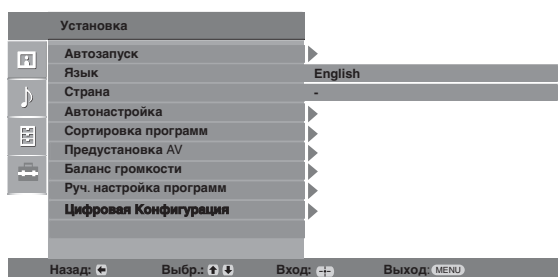 Установка
Автозапуск
Язык English
Страна -
Автонастройка
Сортировка программ
Предустановка AV
Баланс громкости
Руч. настройка программ
Цифровая Конфигурация
Назад: Выбр.: Вход: Выход: MENU